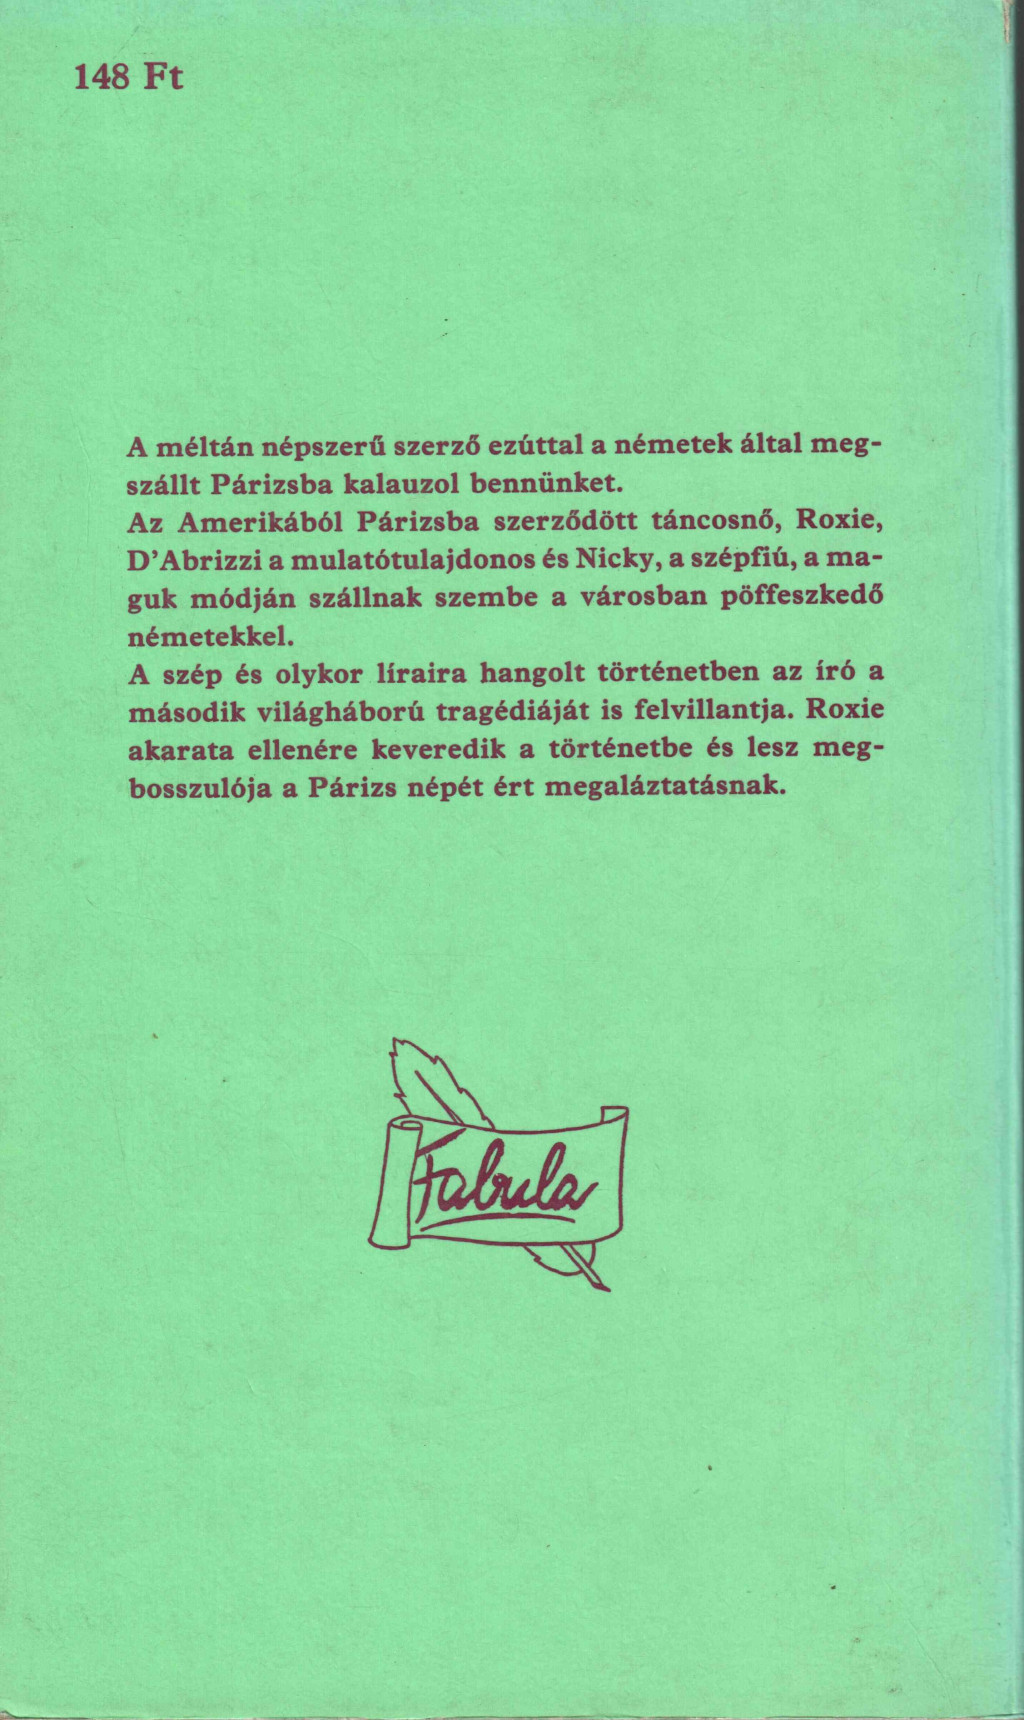 148 Ft
A méltán népszerű szerző ezúttal a németek által meg-
szállt Párizsba kalauzol bennünket.
Az Amerikából Párizsba szerződött táncosnő, Roxie,
D'Abrizzi a mulatótulajdonos és Nicky, a szépfiú, a ma-
guk módján szállnak szembe a városban pöffeszkedő
németekkel.
A szép és olykor líraira hangolt történetben az író a
második világháború tragédiáját is felvillantja. Roxie
akarata ellenére keveredik a történetbe és lesz meg-
bosszulója a Párizs népét ért megaláztatásnak.
Fabula